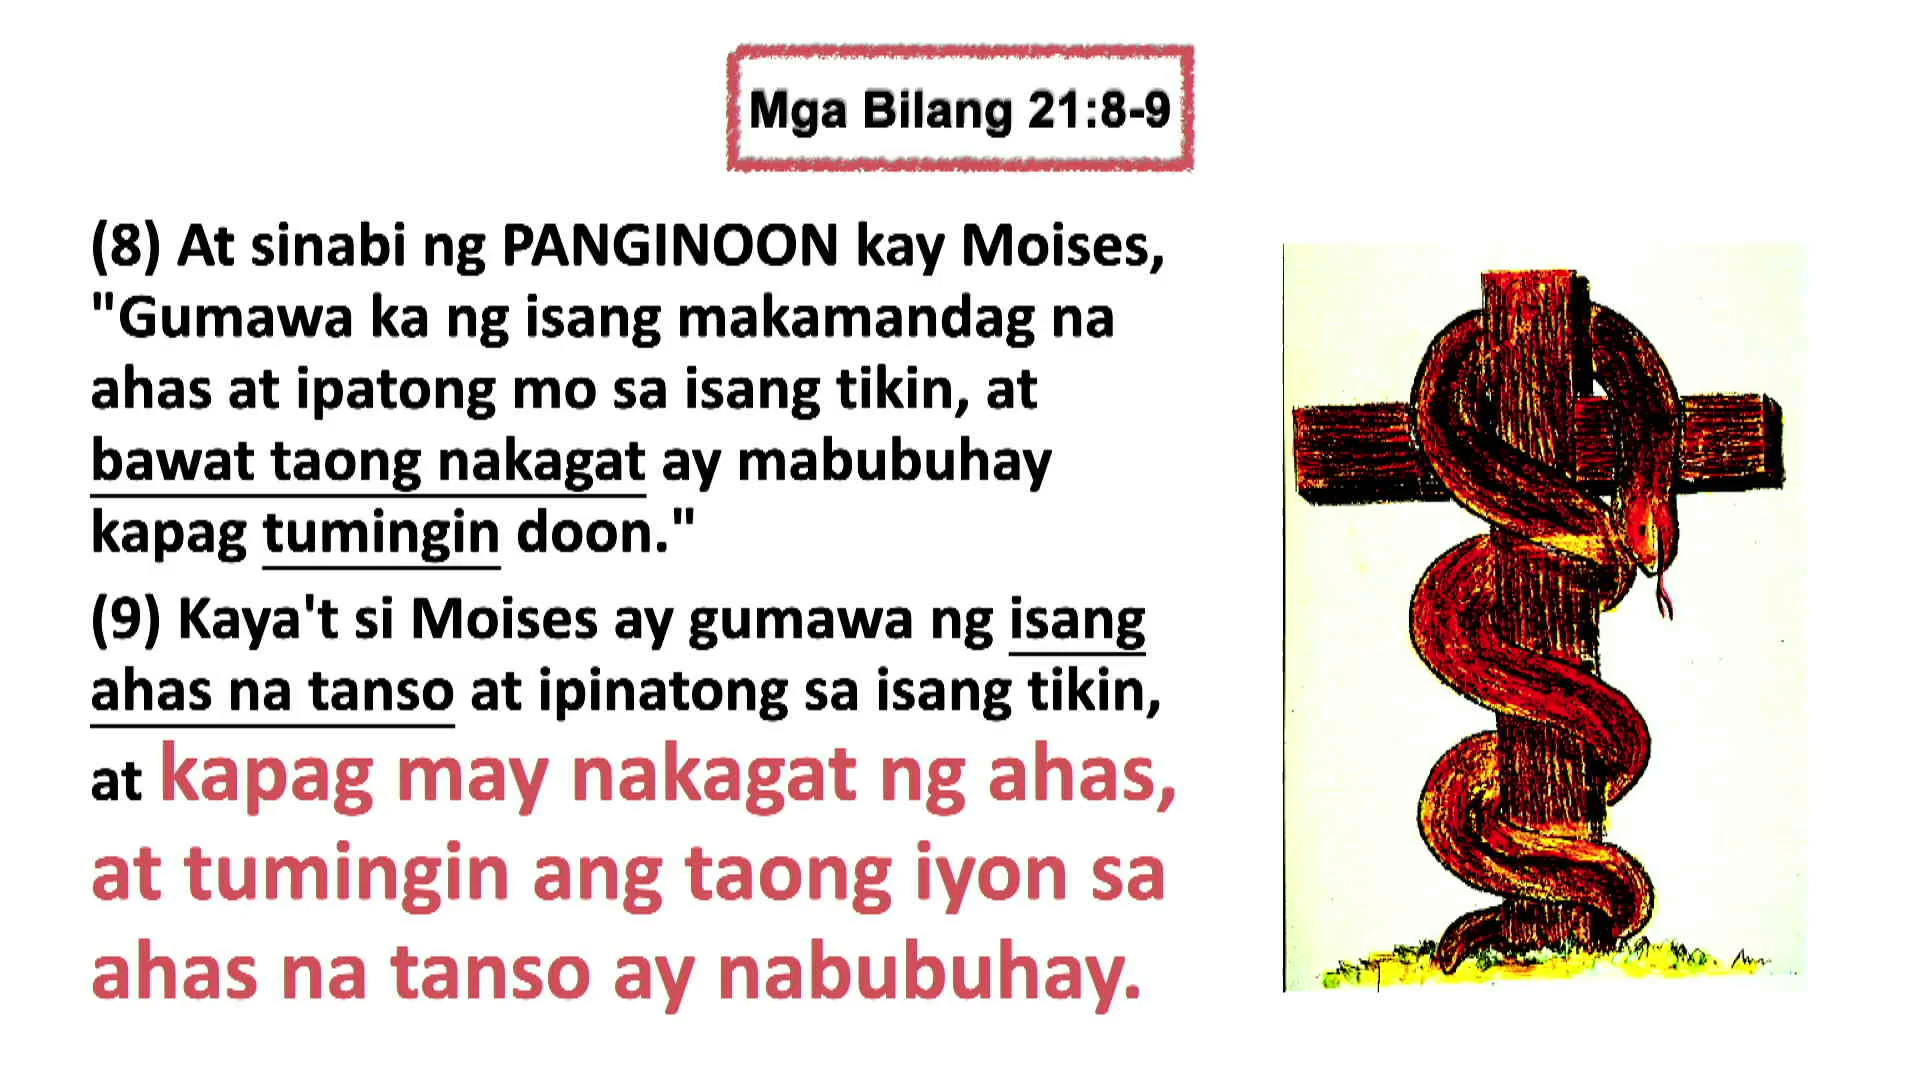 Mga Bilang 21:8-9
(8) At sinabi ng PANGINOON kay Moises,
"Gumawa ka ng isang makamandag na
ahas at ipatong mo sa isang tikin, at
bawat taong nakagat ay mabubuhay
kapag tumingin doon."
(9) Kaya't si Moises ay gumawa ng isang
ahas na tanso at ipinatong sa isang tikin,
at kapag may nakagat ng ahas,
at tumingin ang taong iyon sa
ahas na tanso ay nabubuhay.